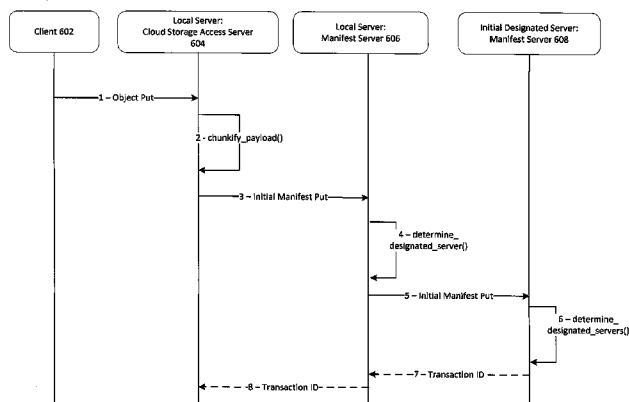 Client 602
Local Server:
Cloud Storage Access Server
604
Local Server:
Manifest Server 606
Initial Designated Server:
Manifest Server 608
1 – Object Put
2 - chunkify_payload()
3 – Initial Manifest Put
4 – determine_
designated_server()
5 – Initial Manifest Put
6 – determine_
designated_servers()
7 – Transaction ID
8 – Transaction ID